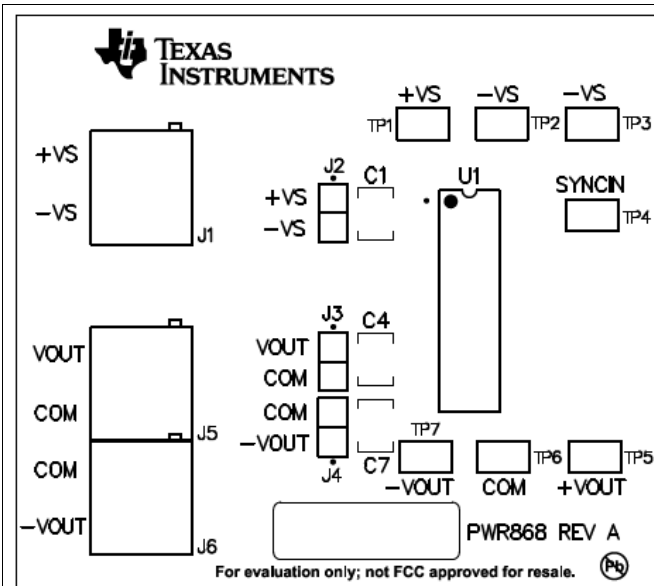 TEXAS
INSTRUMENTS
+VS
-VS
-VS
TP1
TP2
TP3
+VS
-VS
J1
J2
C1
+VS
-VS
U1
SYNCIN
TP4
VOUT
COM
J5
COM
-VOUT
J6
J3
C4
VOUT
COM
COM
-VOUT
J4
C7
TP7
TP6
TP5
-VOUT
COM
+VOUT
PWR868 REV A
For evaluation only; not FCC approved for resale.
Pb